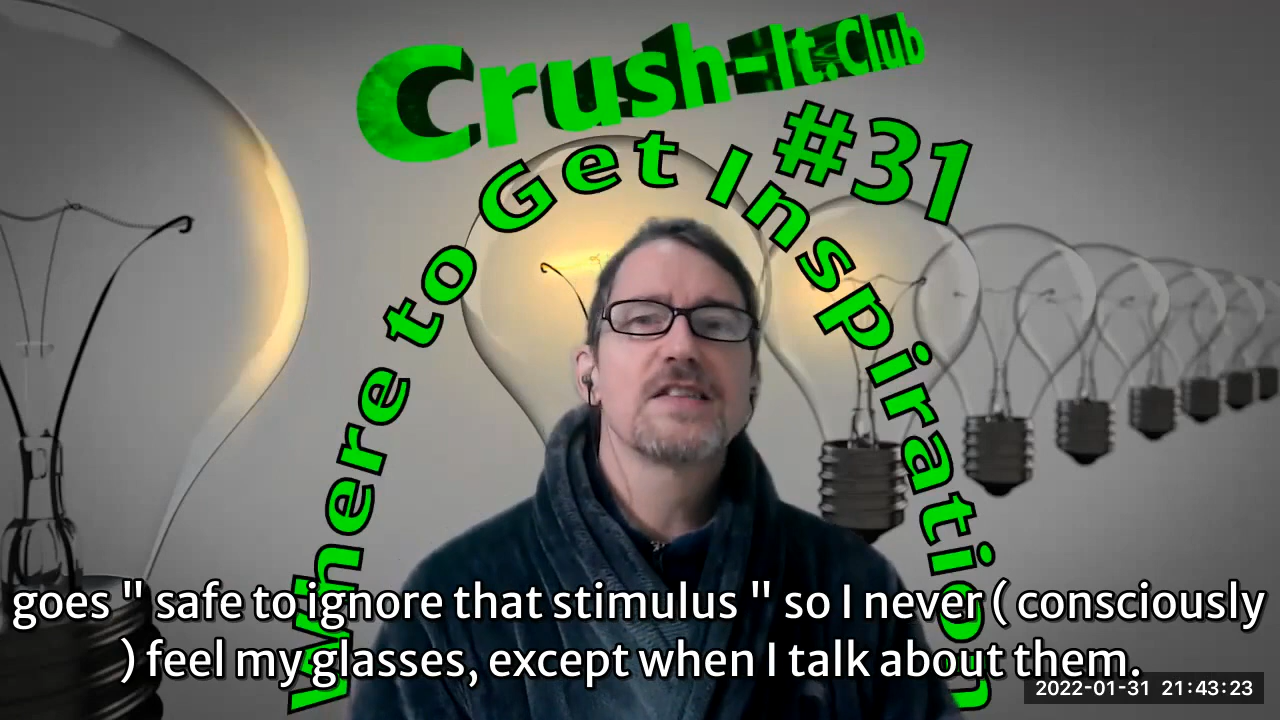 Crush-It.Club
#31
Where to Get Inspiration
goes " safe to ignore that stimulus " so I never ( consciously
) feel my glasses, except when I talk about them.
2022-01-31 21:43:23